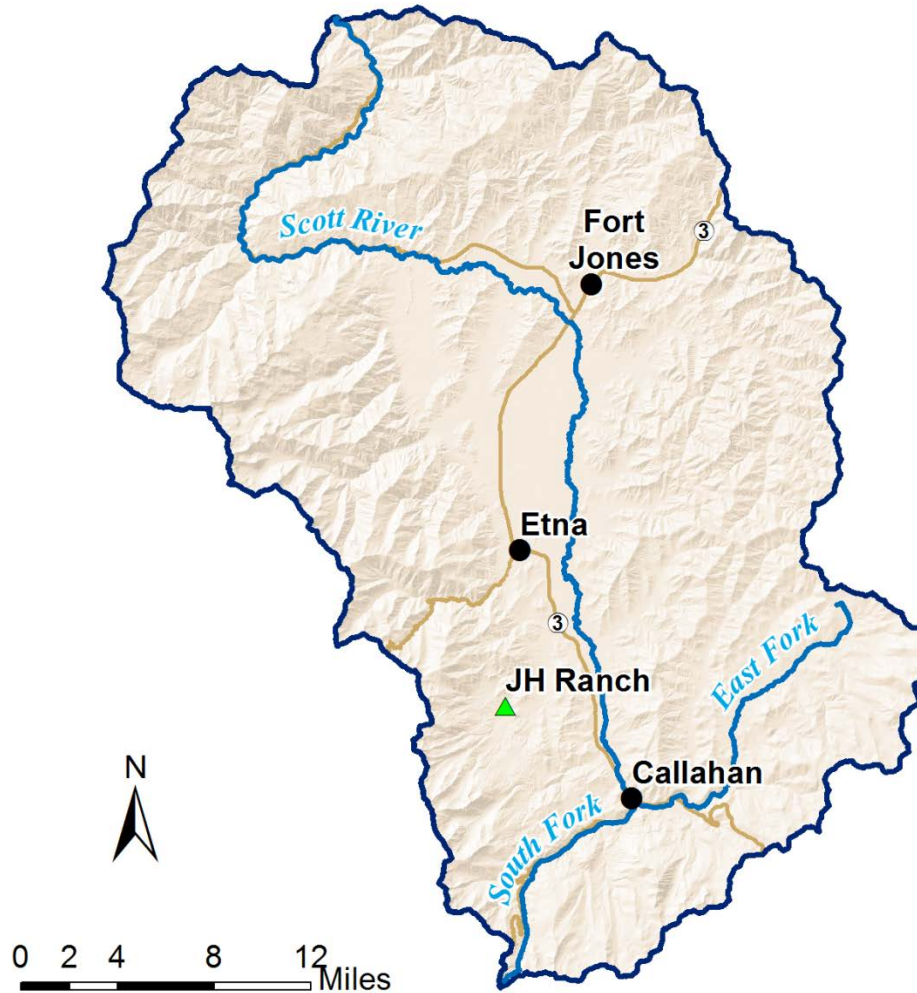 Scott River
Fort
Jones
3
Etna
3
East Fork
JH Ranch
Callahan
South Fork
N
0 2 4 8 12
Miles